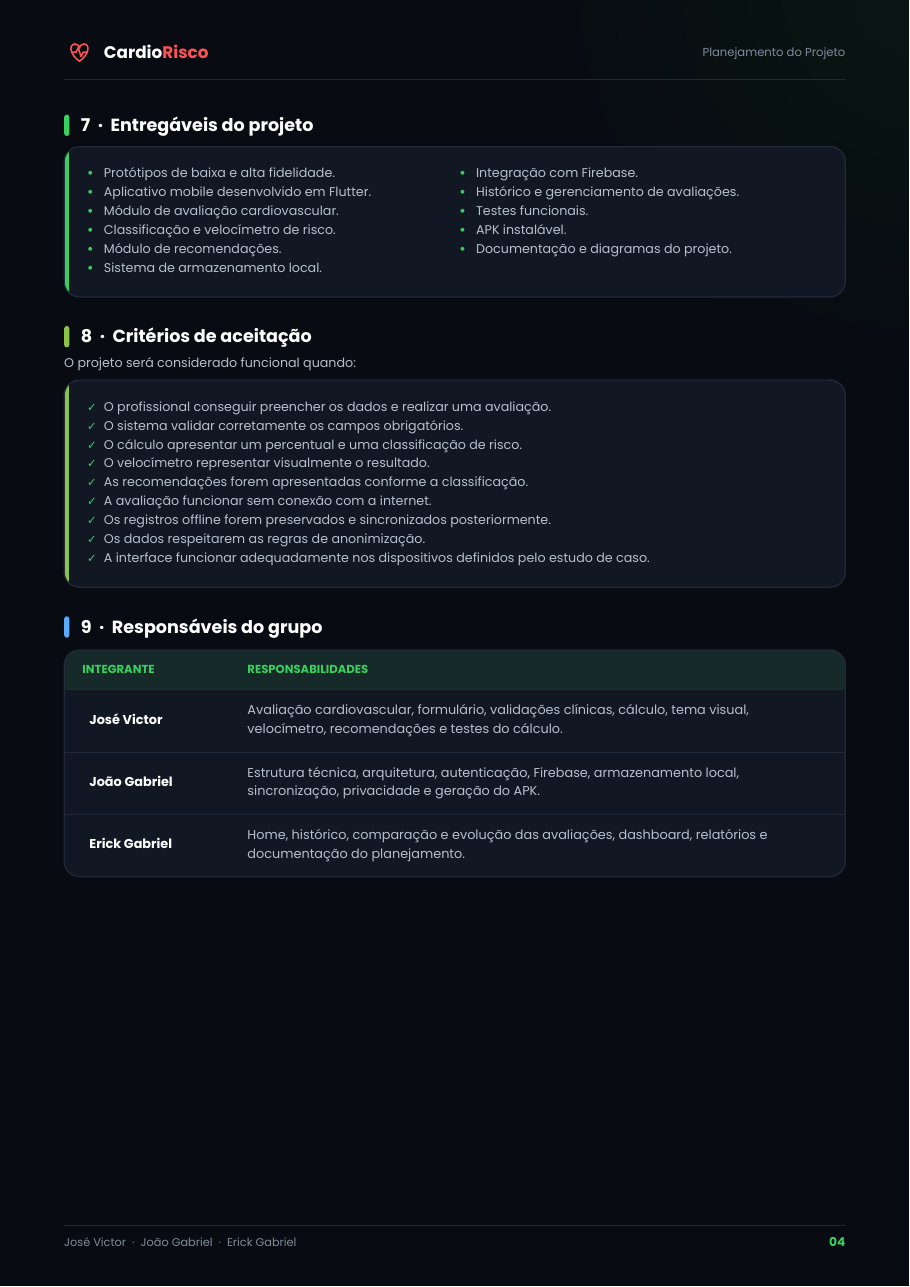 CardioRisco
Planejamento do Projeto
7 · Entregáveis do projeto
• Protótipos de baixa e alta fidelidade.
• Aplicativo mobile desenvolvido em Flutter.
• Módulo de avaliação cardiovascular.
• Classificação e velocímetro de risco.
• Módulo de recomendações.
• Sistema de armazenamento local.
• Integração com Firebase.
• Histórico e gerenciamento de avaliações.
• Testes funcionais.
• APK instalável.
• Documentação e diagramas do projeto.
8 · Critérios de aceitação
O projeto será considerado funcional quando:
✓ O profissional conseguir preencher os dados e realizar uma avaliação.
✓ O sistema validar corretamente os campos obrigatórios.
✓ O cálculo apresentar um percentual e uma classificação de risco.
✓ O velocímetro representar visualmente o resultado.
✓ As recomendações forem apresentadas conforme a classificação.
✓ A avaliação funcionar sem conexão com a internet.
✓ Os registros offline forem preservados e sincronizados posteriormente.
✓ Os dados respeitarem as regras de anonimização.
✓ A interface funcionar adequadamente nos dispositivos definidos pelo estudo de caso.
9 · Responsáveis do grupo
INTEGRANTE RESPONSABILIDADES
José Victor
Avaliação cardiovascular, formulário, validações clínicas, cálculo, tema visual,
velocímetro, recomendações e testes do cálculo.
João Gabriel
Estrutura técnica, arquitetura, autenticação, Firebase, armazenamento local,
sincronização, privacidade e geração do APK.
Erick Gabriel
Home, histórico, comparação e evolução das avaliações, dashboard, relatórios e
documentação do planejamento.
José Victor · João Gabriel · Erick Gabriel
04